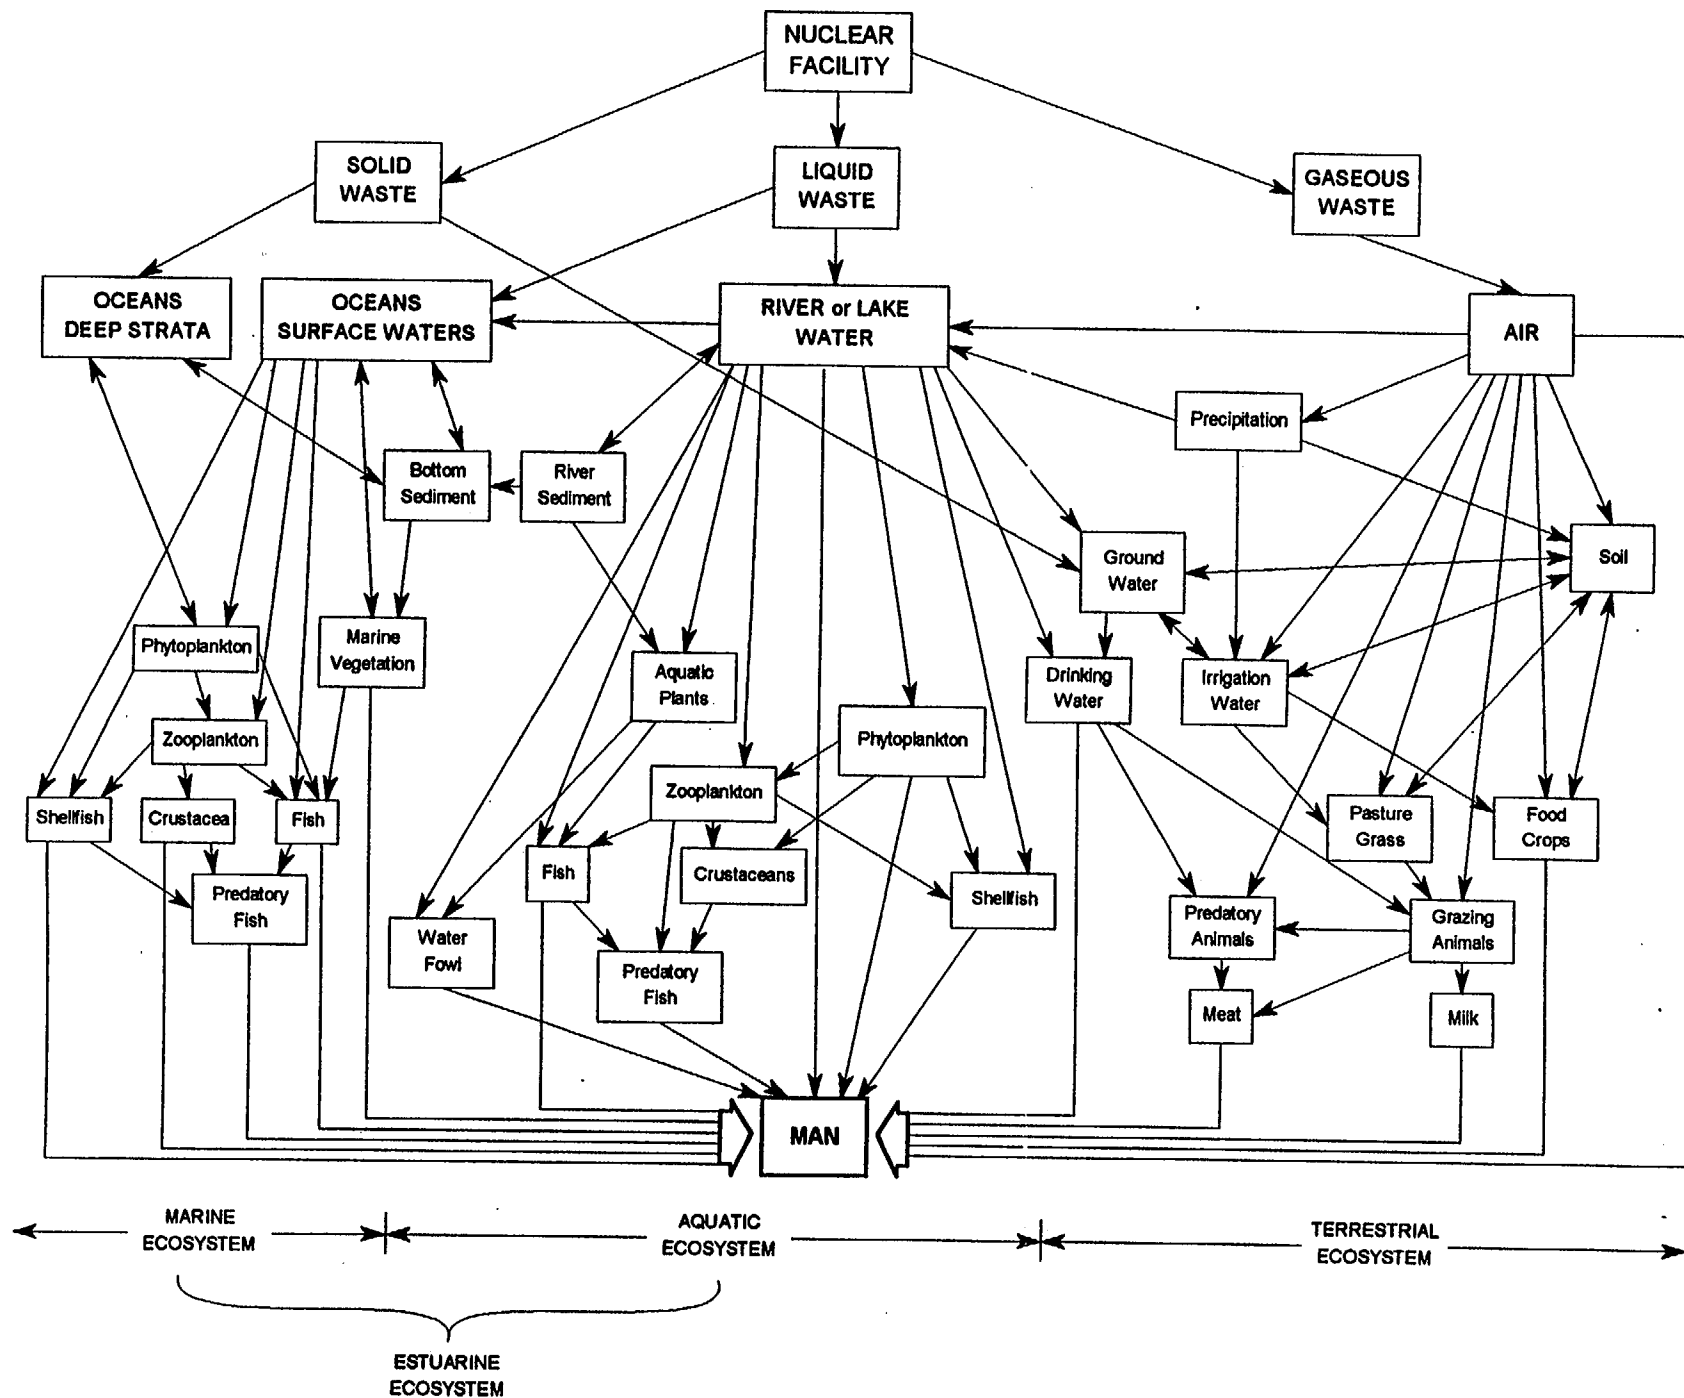 NUCLEAR
FACILITY
SOLID
WASTE
LIQUID
WASTE
GASEOUS
WASTE
OCEANS
DEEP STRATA
OCEANS
SURFACE WATERS
RIVER or LAKE
WATER
AIR
Precipitation
Bottom
Sediment
River
Sediment
Ground
Water
Soil
Phytoplankton
Marine
Vegetation
Aquatic
Plants
Drinking
Water
Irrigation
Water
Zooplankton
Phytoplankton
Zooplankton
Shellfish
Crustacea
Fish
Pasture
Grass
Food
Crops
Fish
Crustaceans
Shellfish
Predatory
Fish
Water
Fowl
Predatory
Fish
Predatory
Animals
Grazing
Animals
Meat
Milk
MAN
MARINE
ECOSYSTEM
AQUATIC
ECOSYSTEM
TERRESTRIAL
ECOSYSTEM
ESTUARINE
ECOSYSTEM